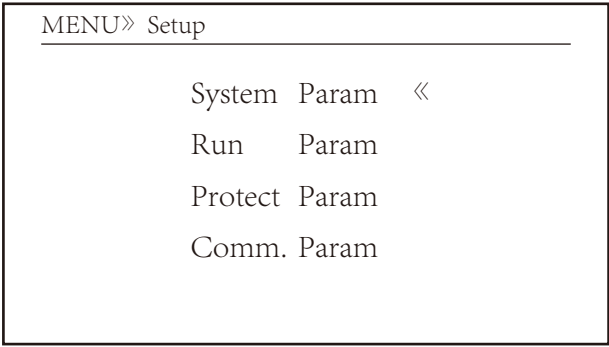 MENU》 Setup
System Param 《
Run Param
Protect Param
Comm. Param